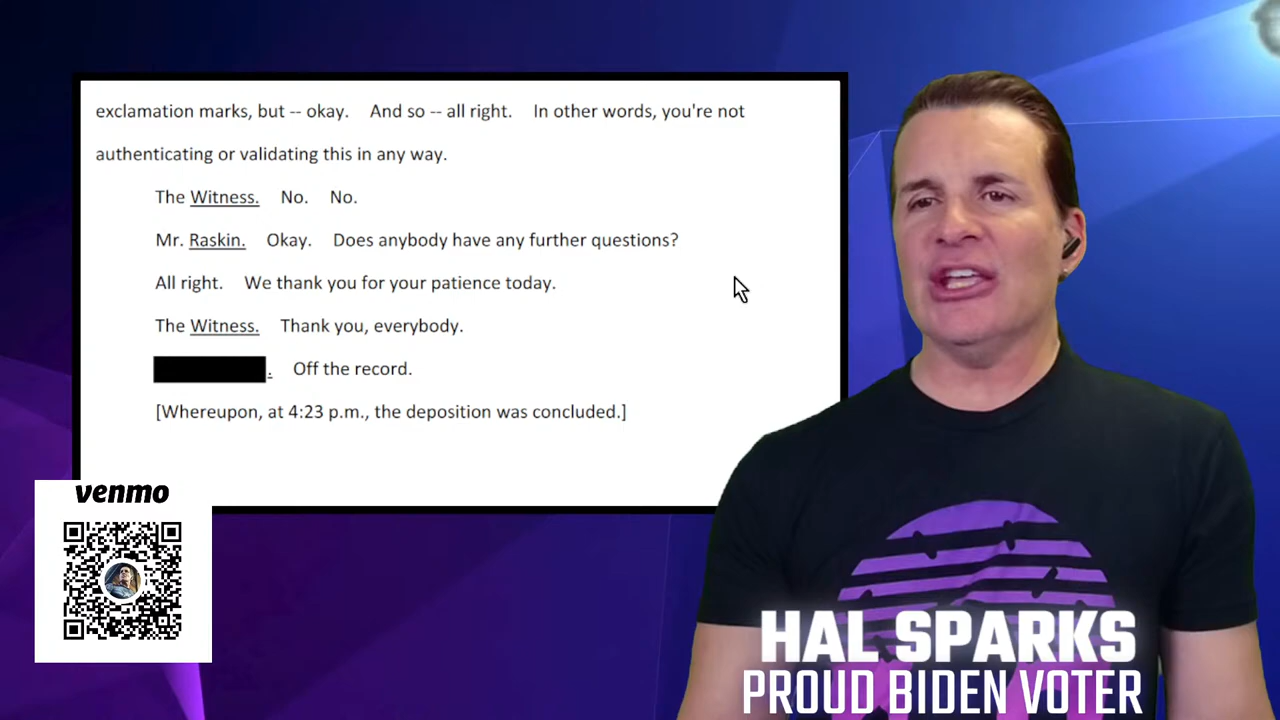 exclamation marks, but -- okay. And so -- all right. In other words, you're not
authenticating or validating this in any way.
The Witness. No. No.
Mr. Raskin. Okay. Does anybody have any further questions?
All right. We thank you for your patience today.
The Witness. Thank you, everybody.
. Off the record.
[Whereupon, at 4:23 p.m., the deposition was concluded.]
venmo
HAL SPARKS
PROUD BIDEN VOTER